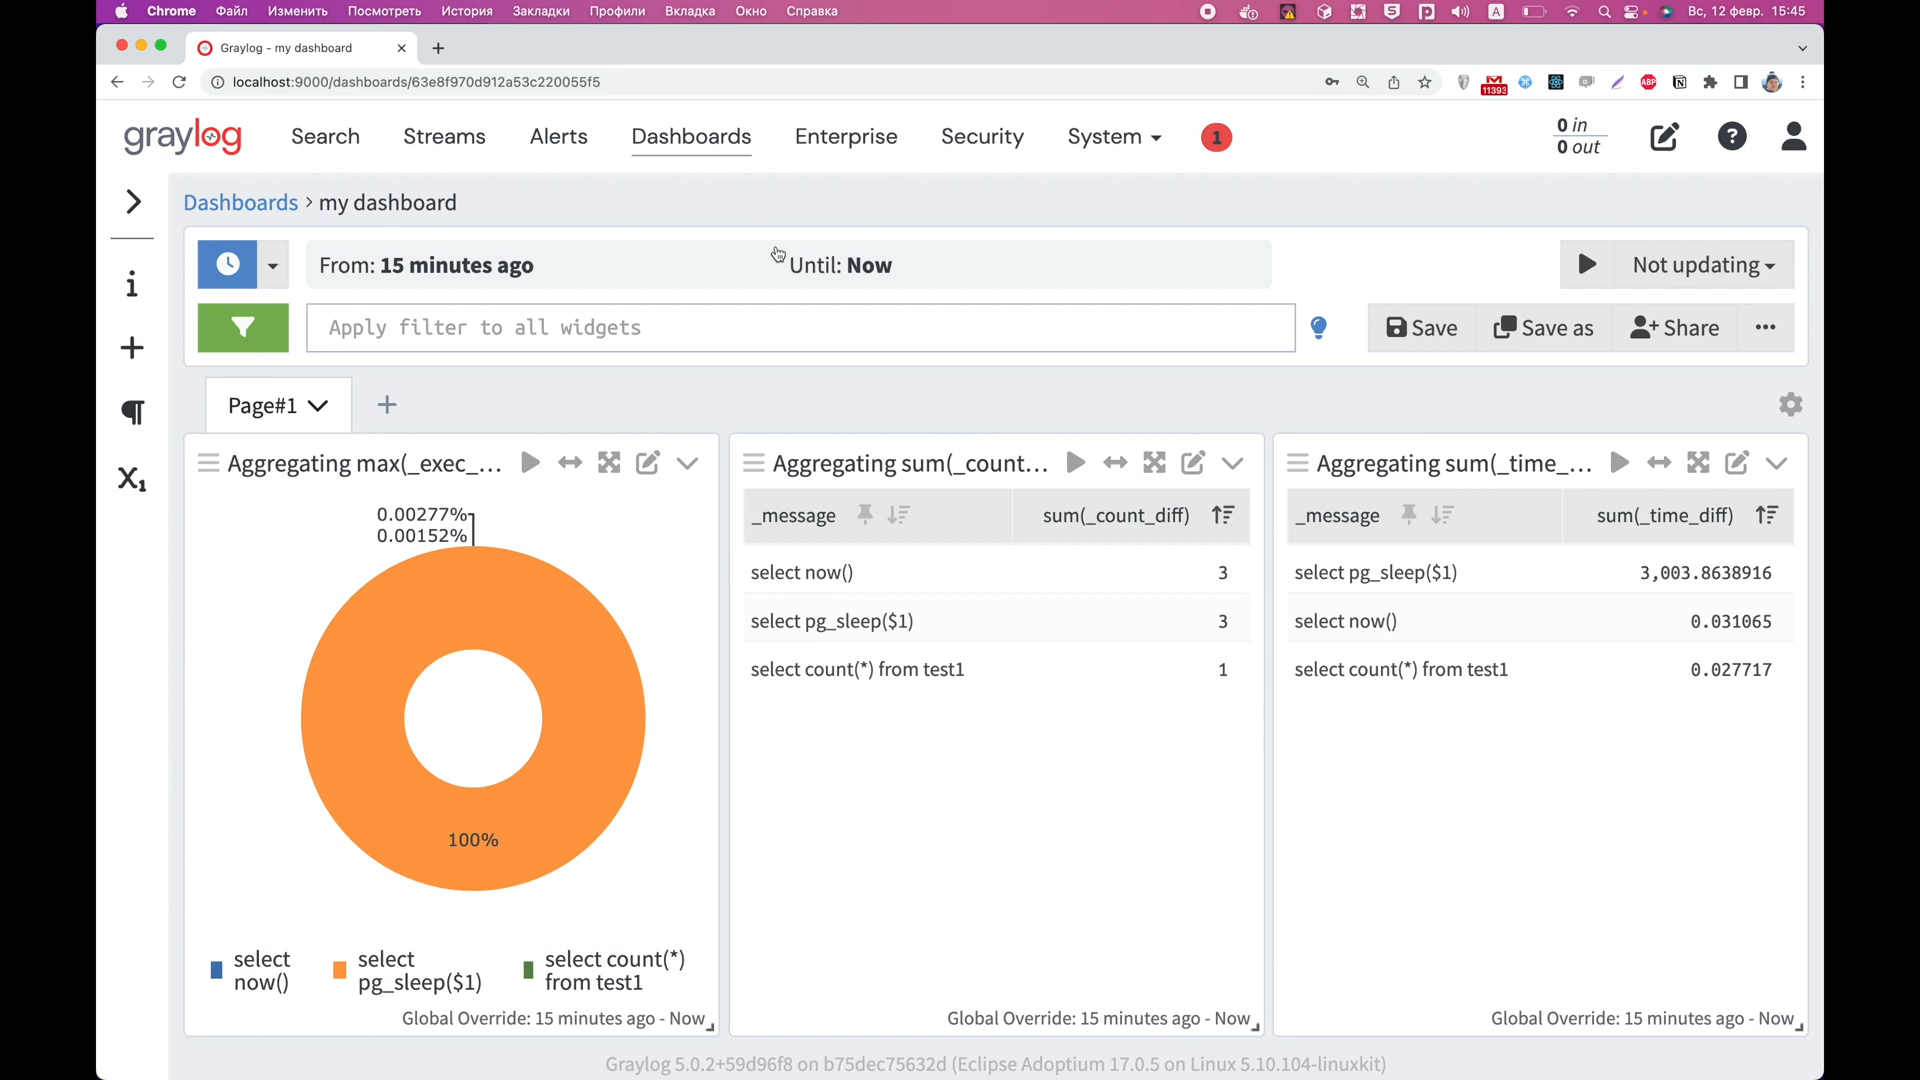 Chrome Файл Изменить Посмотреть История Закладки Профили Вкладка Окно Справка A Вс, 12 февр. 15:45
Graylog - my dashboard
localhost:9000/dashboards/63e8f970d912a53c220055f5
11393 ABP
graylog Search Streams Alerts Dashboards Enterprise Security System 1
0 in
0 out
Dashboards > my dashboard
From: 15 minutes ago Until: Now
Not updating
Apply filter to all widgets
Save Save as Share
Page#1
Aggregating max(_exec_...
0.00277%
0.00152%
100%
select now()
select pg_sleep($1)
select count(*) from test1
Global Override: 15 minutes ago - Now
Aggregating sum(_count...
_message sum(_count_diff)
select now() 3
select pg_sleep($1) 3
select count(*) from test1 1
Global Override: 15 minutes ago - Now
Aggregating sum(_time_...
_message sum(_time_diff)
select pg_sleep($1) 3,003.8638916
select now() 0.031065
select count(*) from test1 0.027717
Global Override: 15 minutes ago - Now
Graylog 5.0.2+59d96f8 on b75dec75632d (Eclipse Adoptium 17.0.5 on Linux 5.10.104-linuxkit)